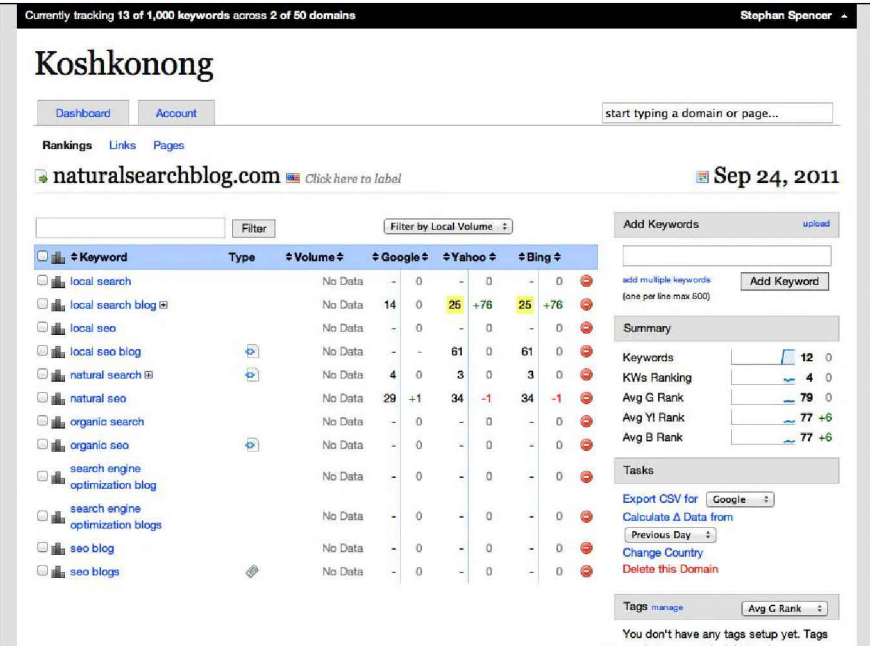 Currently tracking 13 of 1,000 keywords across 2 of 50 domains Stephan Spencer
Koshkonong
Dashboard Account start typing a domain or page...
Rankings Links Pages
naturalsearchblog.com Click here to label Sep 24, 2011
Filter Filter by Local Volume
Keyword Type Volume Google Yahoo Bing
local search No Data - 0 - 0 - 0
local search blog No Data 14 0 25 +76 25 +76
local seo No Data - 0 - 0 - 0
local seo blog No Data - - 61 0 61 0
natural search No Data 4 0 3 0 3 0
natural seo No Data 29 +1 34 -1 34 -1
organic search No Data - 0 - 0 - 0
organic seo No Data - 0 - 0 - 0
search engine
optimization blog No Data - 0 - 0 - 0
search engine
optimization blogs No Data - 0 - 0 - 0
seo blog No Data - 0 - 0 - 0
seo blogs No Data - 0 - 0 - 0
Add Keywords upload
add multiple keywords Add Keyword
(one per line max 500)
Summary
Keywords 12 0
KWs Ranking 4 0
Avg G Rank 79 0
Avg Y! Rank 77 +6
Avg B Rank 77 +6
Tasks
Export CSV for Google
Calculate Δ Data from
Previous Day
Change Country
Delete this Domain
Tags manage Avg G Rank
You don't have any tags setup yet. Tags